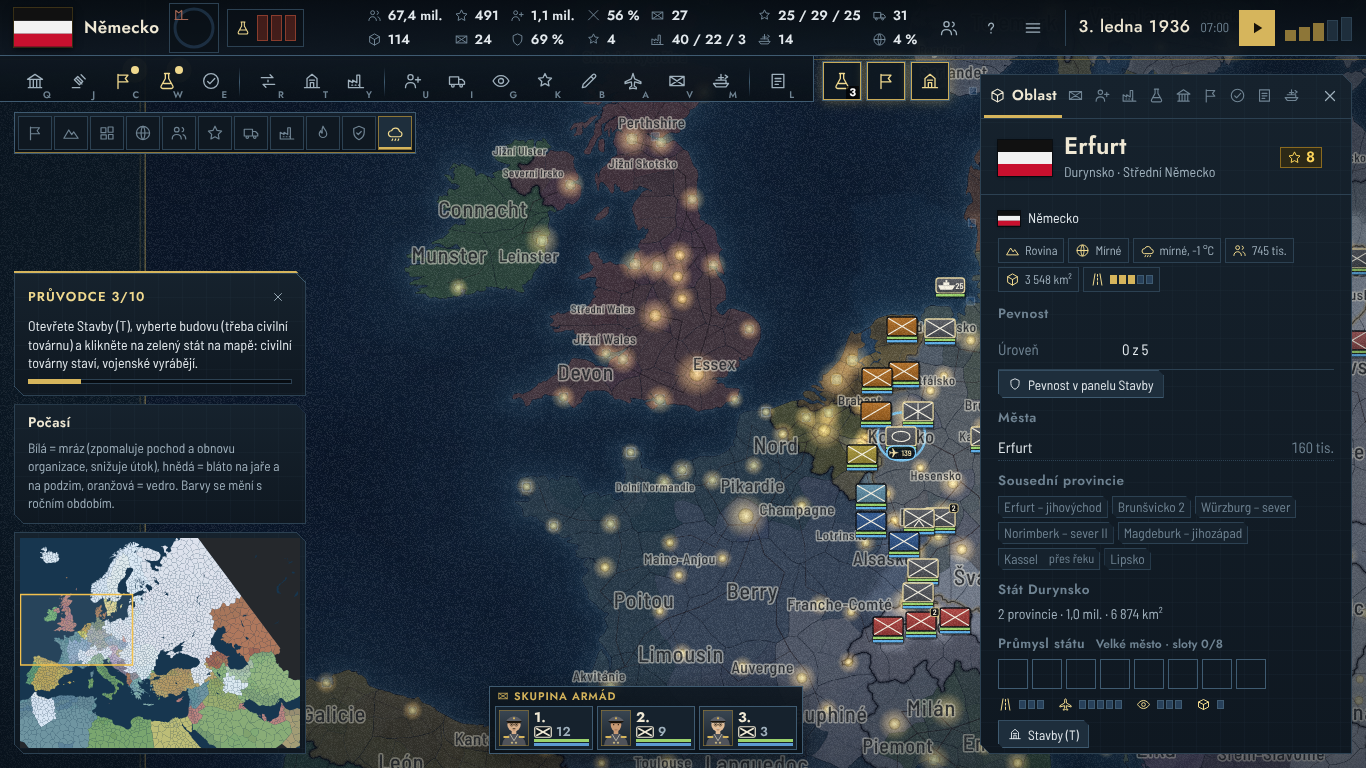 Německo
67,4 mil.
491
1,1 mil.
56 %
27
25 / 29 / 25
31
114
24
69 %
4
40 / 22 / 3
14
4 %
?
3. ledna 1936
07:00
Q
J
C
W
E
R
T
Y
U
I
G
K
B
A
V
M
L
3
Oblast
Erfurt
Durynsko · Střední Německo
8
Německo
Rovina
Mírné
mírné, -1 °C
745 tis.
3 548 km²
Pevnost
Úroveň
0 z 5
Pevnost v panelu Stavby
Města
Erfurt
160 tis.
Sousední provincie
Erfurt – jihovýchod
Brunšvicko 2
Würzburg – sever
Norimberk – sever II
Magdeburk – jihozápad
Kassel přes řeku
Lipsko
Stát Durynsko
2 provincie · 1,0 mil. · 6 874 km²
Průmysl státu Velké město · sloty 0/8
Stavby (T)
PRŮVODCE 3/10
Otevřete Stavby (T), vyberte budovu (třeba civilní
továrnu) a klikněte na zelený stát na mapě: civilní
továrny staví, vojenské vyrábějí.
Počasí
Bílá = mráz (zpomaluje pochod a obnovu
organizace, snižuje útok), hnědá = bláto na jaře a
na podzim, oranžová = vedro. Barvy se mění s
ročním obdobím.
Perthshire
Jižní Ulster
Jižní Skotsko
Severní Irsko
Connacht
Munster
Leinster
25
Střední Wales
Jižní Wales
Devon
Essex
Nord
139
Hesensko
Dolní Normandie
Pikardie
Champagne
2
Maine-Anjou
Berry
Poitou
Franche-Comté
2
Limousin
Auvergne
Akvitánie
Milán
Piemont
Galicie
León
Toulouse
Languedoc
SKUPINA ARMÁD
1.
12
2.
9
3.
3